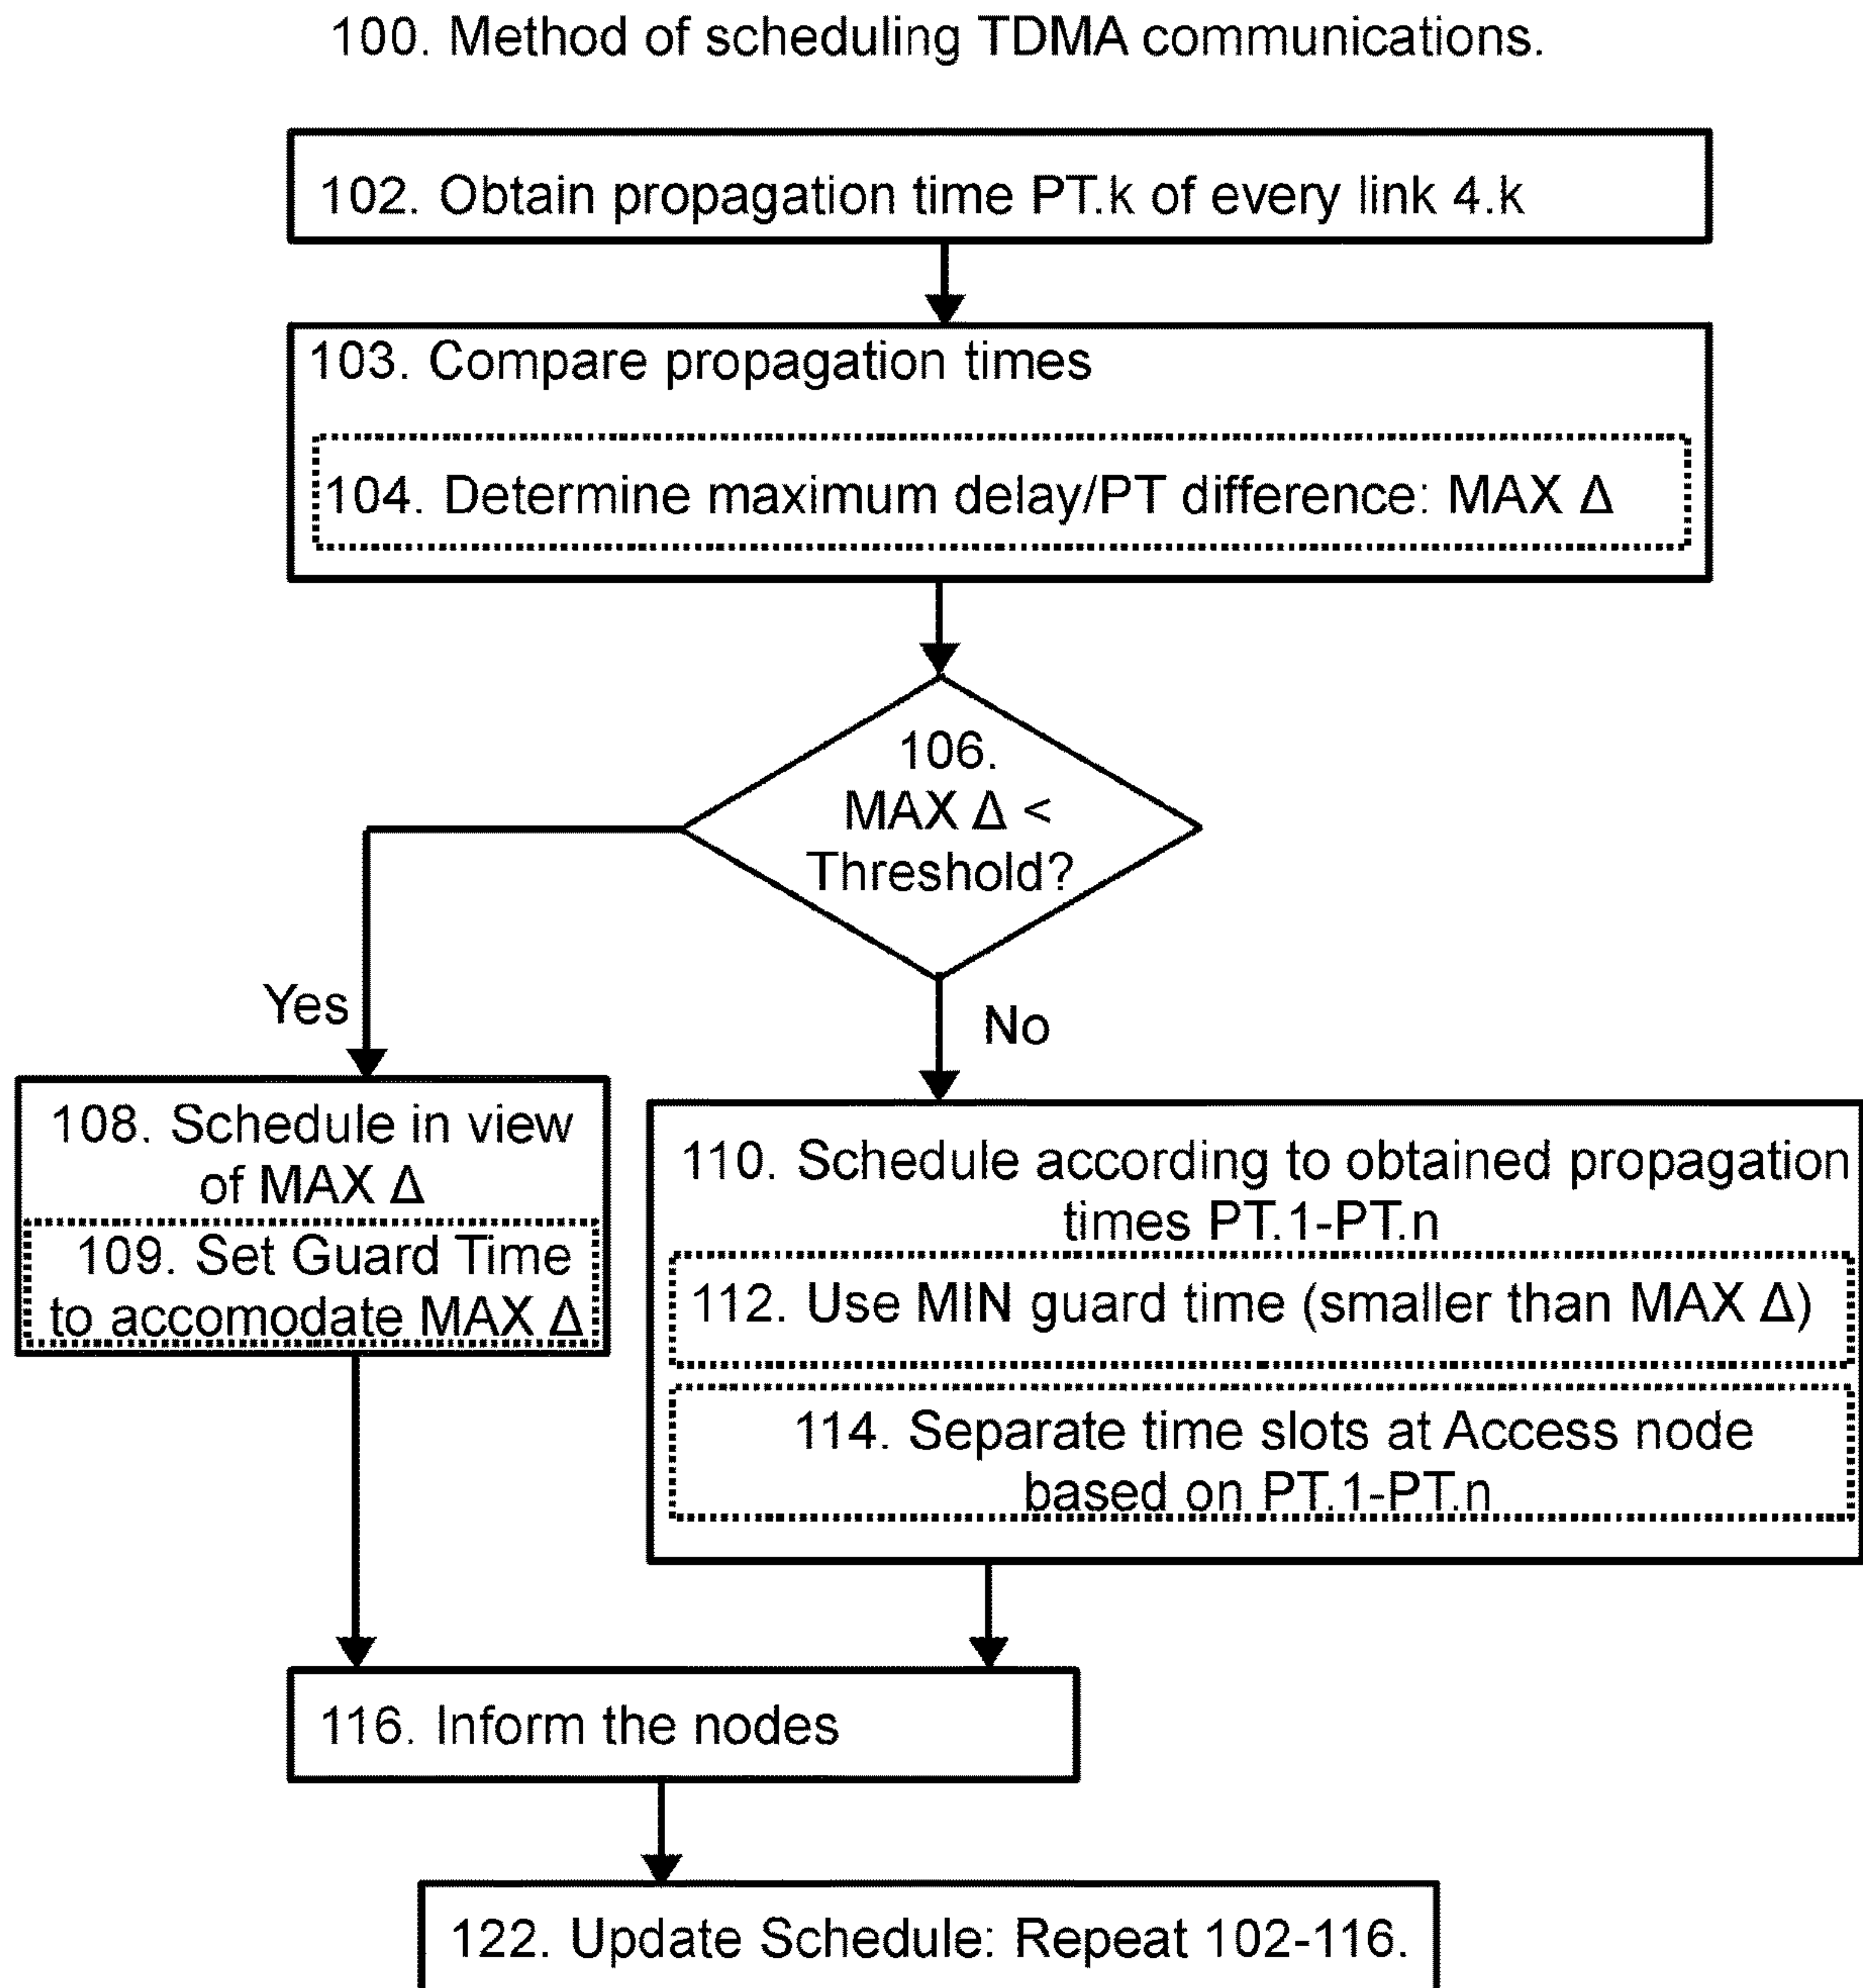 100. Method of scheduling TDMA communications.
102. Obtain propagation time PT.k of every link 4.k
103. Compare propagation times
104. Determine maximum delay/PT difference: MAX Δ
106.
MAX Δ <
Threshold?
Yes
No
108. Schedule in view
of MAX Δ
109. Set Guard Time
to accomodate MAX Δ
110. Schedule according to obtained propagation
times PT.1-PT.n
112. Use MIN guard time (smaller than MAX Δ)
114. Separate time slots at Access node
based on PT.1-PT.n
116. Inform the nodes
122. Update Schedule: Repeat 102-116.